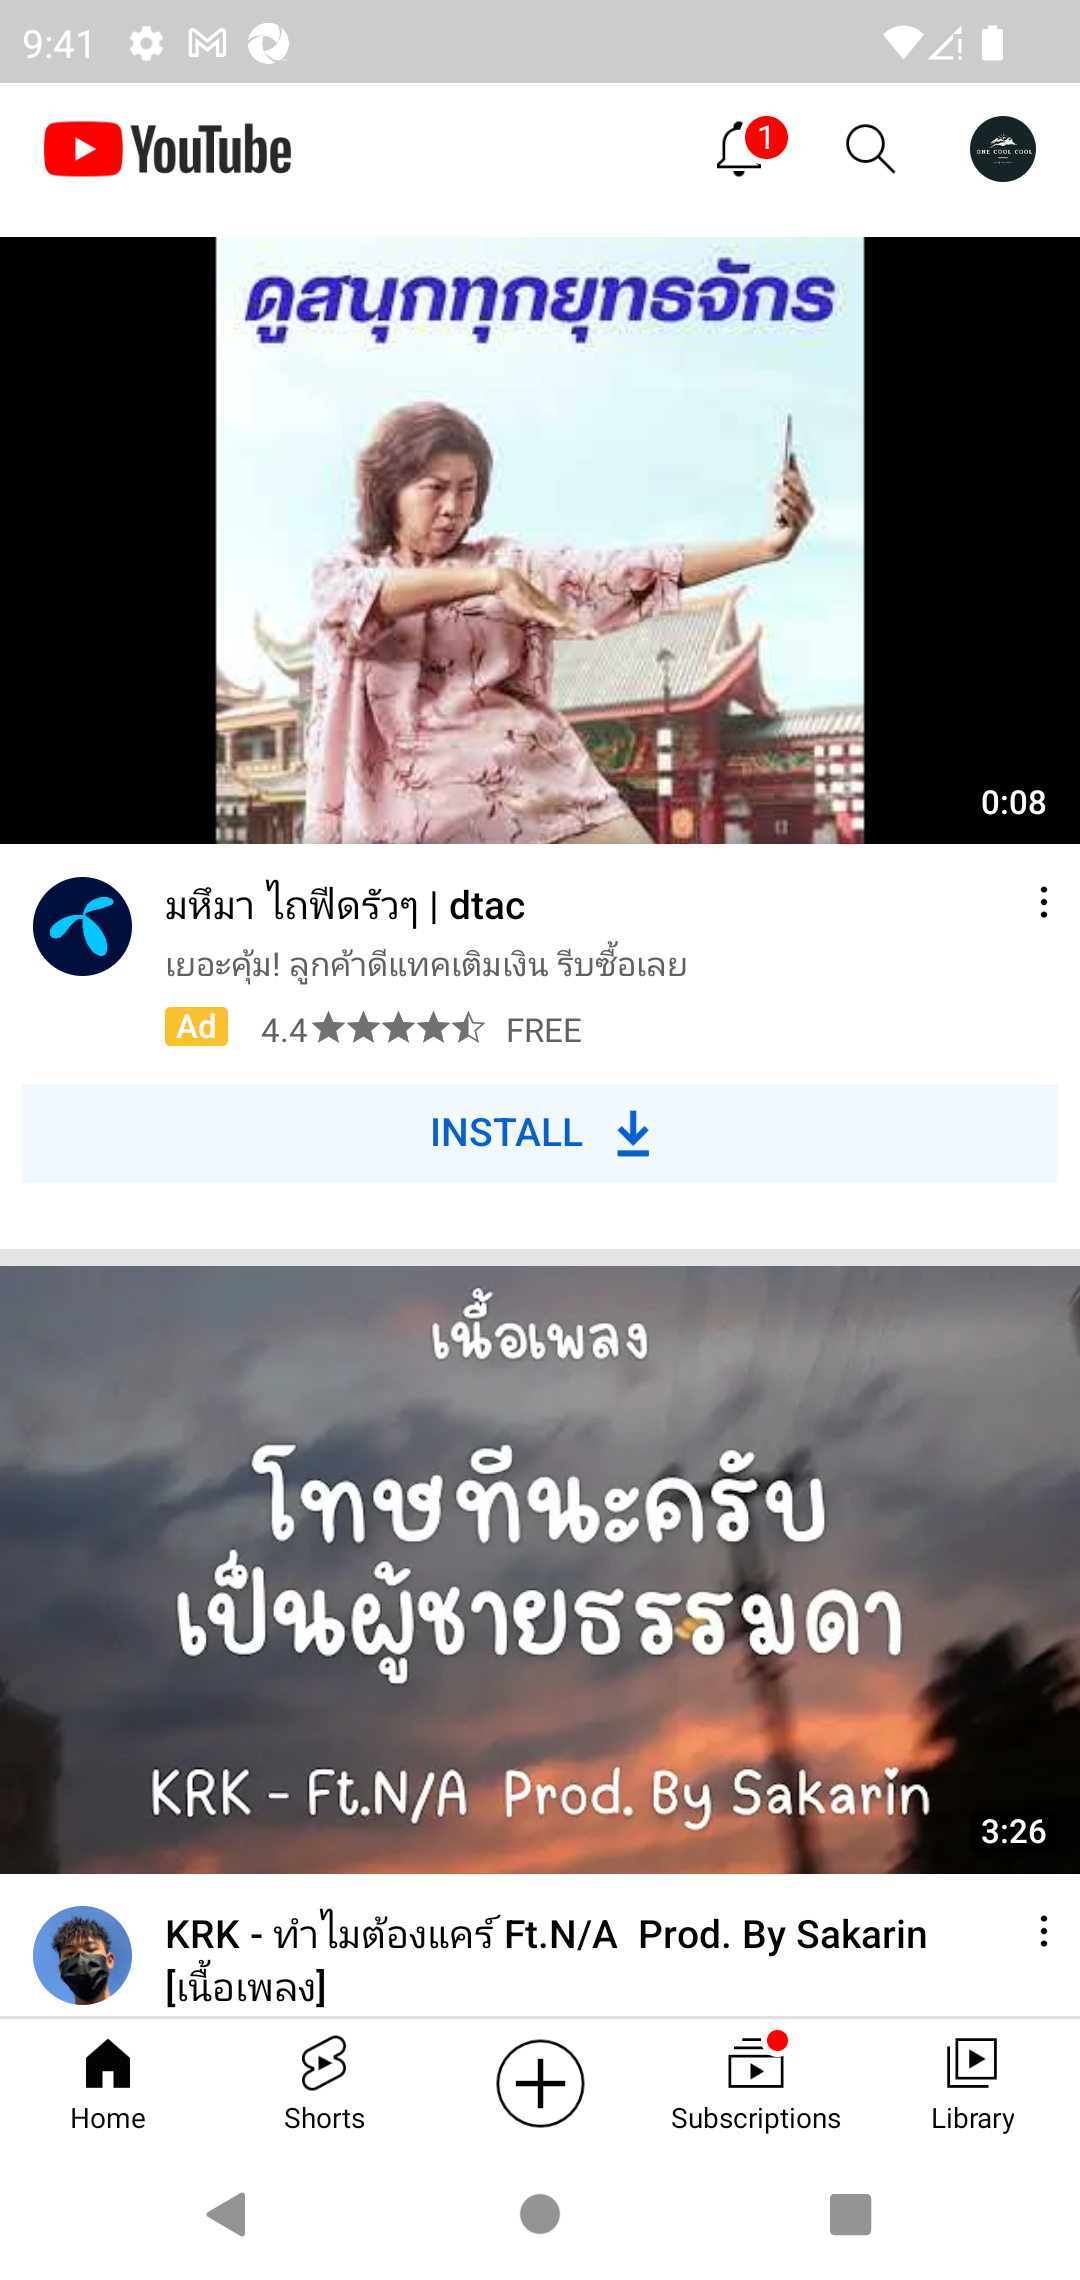 9:41
YouTube
1
ONE COOL COOL
ดูสนุกทุกยุทธจักร
0:08
มหึมา ไถฟีดรัวๆ | dtac
เยอะคุ้ม! ลูกค้าดีแทคเติมเงิน รีบซื้อเลย
Ad 4.4 FREE
INSTALL
เนื้อเพลง
โทษทีนะครับ
เป็นผู้ชายธรรมดา
KRK - Ft.N/A Prod. By Sakarin
3:26
KRK - ทำไมต้องแคร์ Ft.N/A Prod. By Sakarin
[เนื้อเพลง]
Home Shorts Subscriptions Library